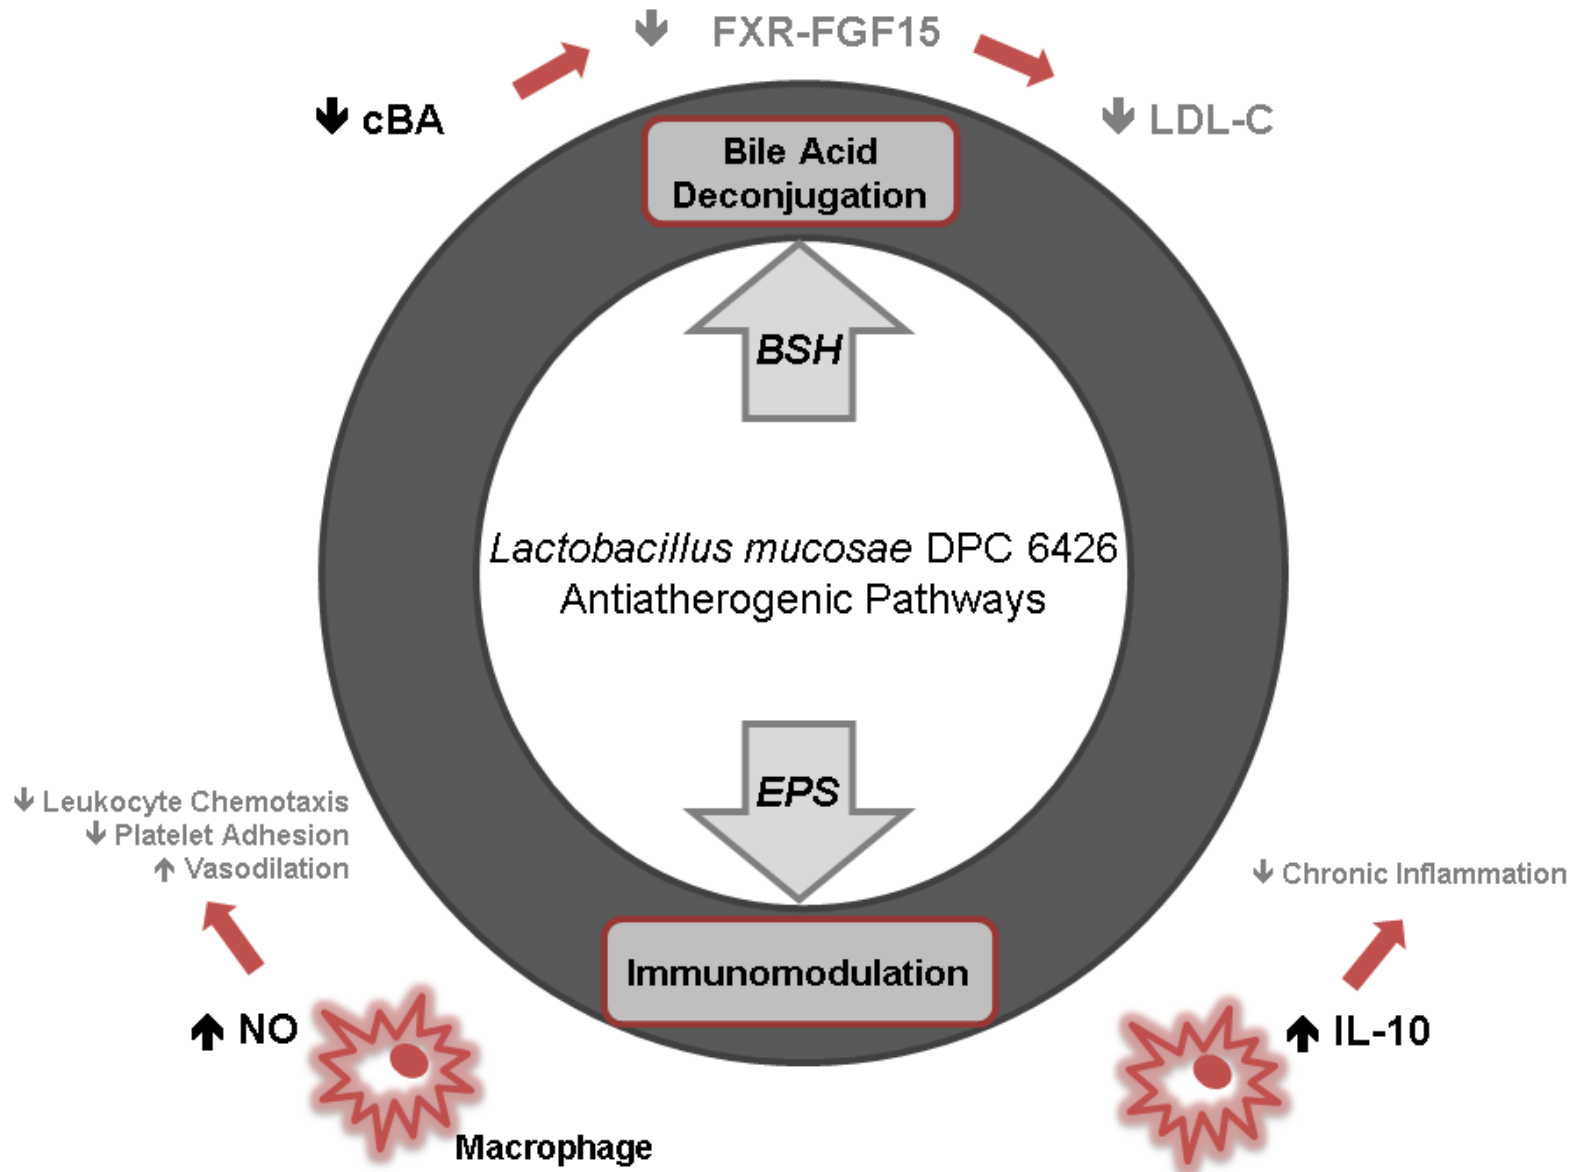 ↓ FXR-FGF15
↓ cBA
↓ LDL-C
Bile Acid
Deconjugation
BSH
Lactobacillus mucosae DPC 6426
Antiatherogenic Pathways
EPS
↓ Leukocyte Chemotaxis
↓ Platelet Adhesion
↑ Vasodilation
↓ Chronic Inflammation
Immunomodulation
↑ NO
↑ IL-10
Macrophage